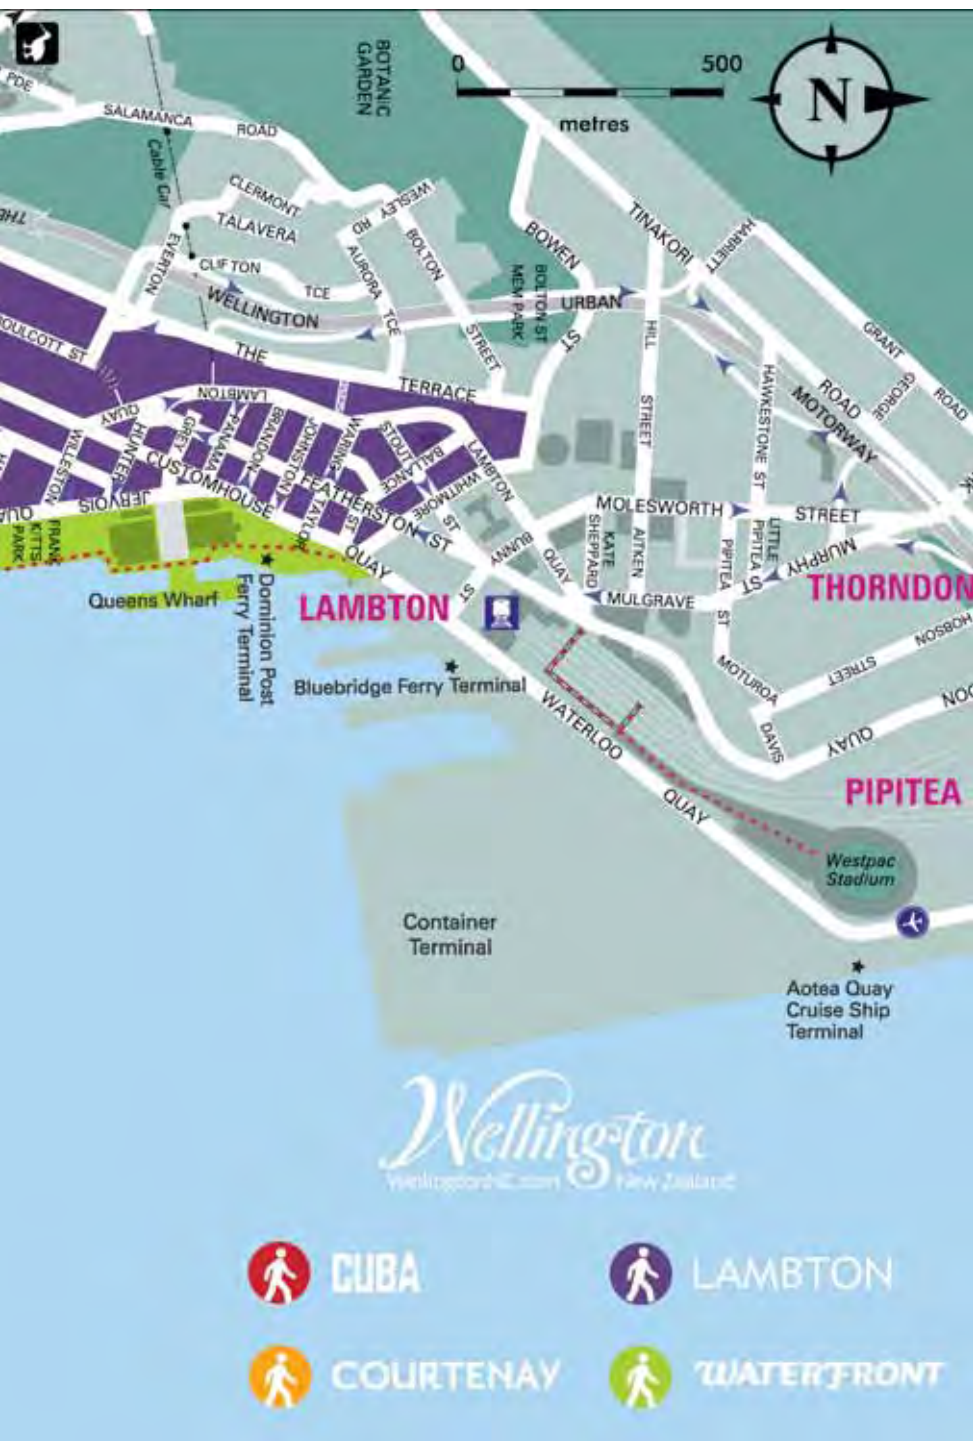 BOTANIC
GARDEN
0
500
metres
N
PDE
SALAMANCA
ROAD
Cable Car
CLERMONT
TALAVERA
EVERTON
CLIFTON
TCE
WESLEY
RD
BOLTON
STREET
AURORA
TCE
BOWEN
ST
TINAKORI
ROAD
HARRIETT
BOLTON ST
MEM PARK
THE
WELLINGTON
URBAN
MOTORWAY
GRANT
ROAD
GEORGE
HILL
STREET
HAWKESTONE ST
THE
TERRACE
LAMBTON
QUAY
WILLESTON
HUNTER
GREY
PANAMA
BRANDON
JOHNSTON
WARING
TAYLOR
ST
STOUT
BALLANCE
WHITMORE
ST
LAMBTON
QUAY
CUSTOMHOUSE
QUAY
FEATHERSTON ST
JERVOIS
FRANK
KITTS
PARK
BUNNY
ST
MOLESWORTH
STREET
KATE
SHEPPARD
AITKEN
PIPITEA
ST
LITTLE
PIPITEA ST
MURPHY
ST
MULGRAVE
THORNDON
HOBSON
STREET
MOTUROA
DAVIS
QUAY
Queens Wharf
Dominion Post
Ferry Terminal
LAMBTON
Bluebridge Ferry Terminal
WATERLOO
QUAY
PIPITEA
Westpac
Stadium
Container
Terminal
Aotea Quay
Cruise Ship
Terminal
Wellington
WellingtonNZ.com
New Zealand
CUBA
LAMBTON
COURTENAY
WATERFRONT